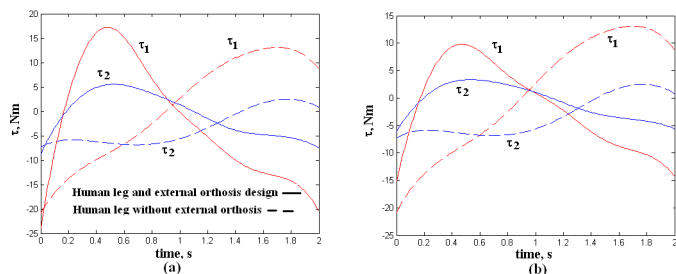 20
15
10
5
0
-5
-10
-15
-20
-25
τ, Nm
τ1
τ2
τ1
τ2
Human leg and external orthosis design
Human leg without external orthosis
0 0.2 0.4 0.6 0.8 1 1.2 1.4 1.6 1.8 2
time, s
(a)
15
10
5
0
-5
-10
-15
-20
-25
τ, Nm
τ1
τ1
τ2
τ2
0 0.2 0.4 0.6 0.8 1 1.2 1.4 1.6 1.8 2
time, s
(b)